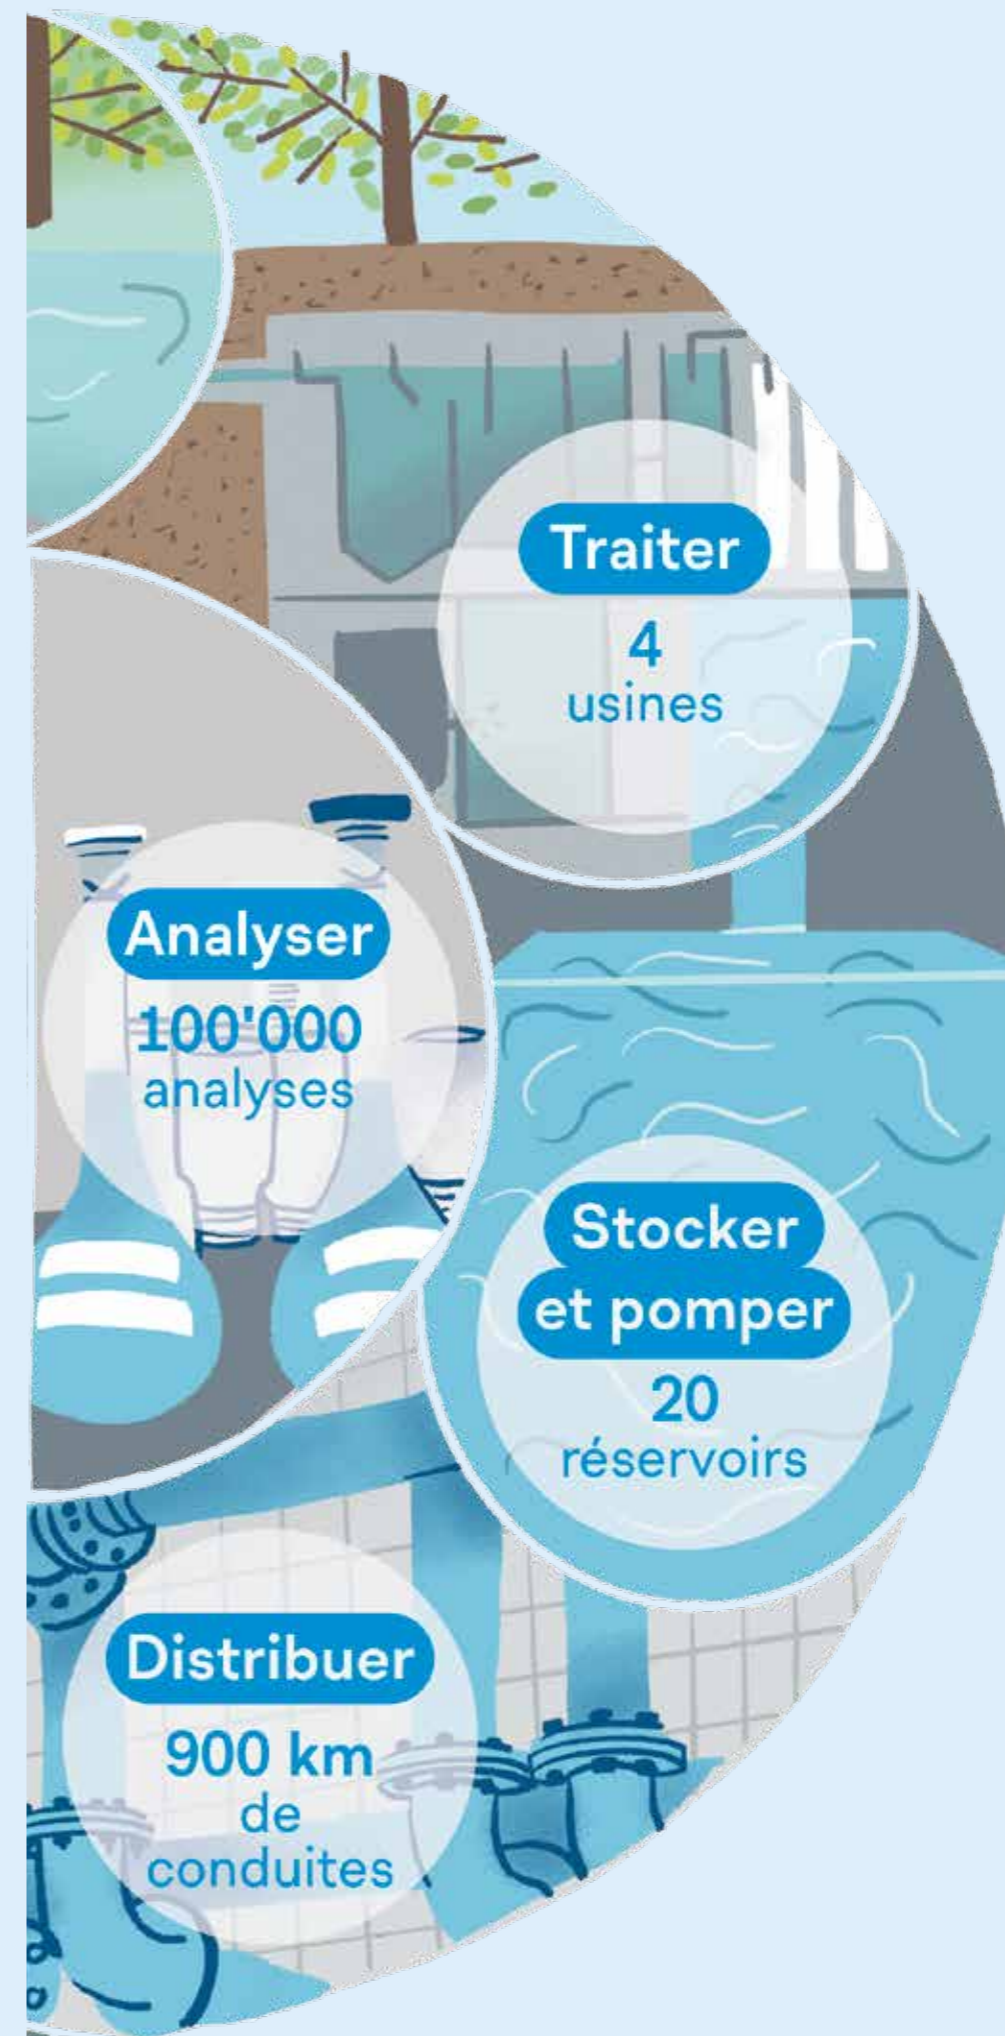 Traiter
4
usines
Analyser
100'000
analyses
Stocker
et pomper
20
réservoirs
Distribuer
900 km
de
conduites